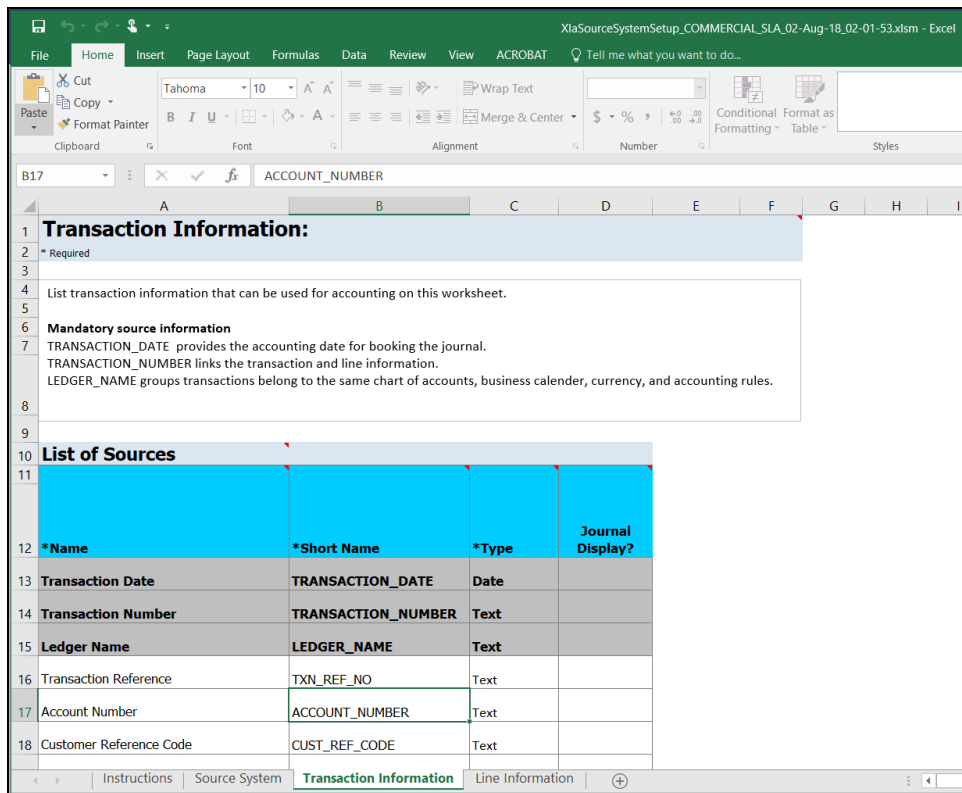 XlaSourceSystemSetup_COMMERCIAL_SLA_02-Aug-18_02-01-53.xlsm - Excel
File Home Insert Page Layout Formulas Data Review View ACROBAT Tell me what you want to do...
Paste
Cut
Copy
Format Painter
Clipboard
Tahoma 10 A A
B I U A
Font
Wrap Text
Merge & Center
Alignment
$ % , .0 .00 .00 .0
Number
Conditional Formatting
Format as Table
Styles
B17 fx ACCOUNT_NUMBER
A B C D E F G H I
1 Transaction Information:
2 * Required
3
4 List transaction information that can be used for accounting on this worksheet.
5
6 Mandatory source information
7 TRANSACTION_DATE provides the accounting date for booking the journal.
TRANSACTION_NUMBER links the transaction and line information.
LEDGER_NAME groups transactions belong to the same chart of accounts, business calender, currency, and accounting rules.
8
9
10 List of Sources
11
12 *Name *Short Name *Type Journal Display?
13 Transaction Date TRANSACTION_DATE Date
14 Transaction Number TRANSACTION_NUMBER Text
15 Ledger Name LEDGER_NAME Text
16 Transaction Reference TXN_REF_NO Text
17 Account Number ACCOUNT_NUMBER Text
18 Customer Reference Code CUST_REF_CODE Text
Instructions Source System Transaction Information Line Information